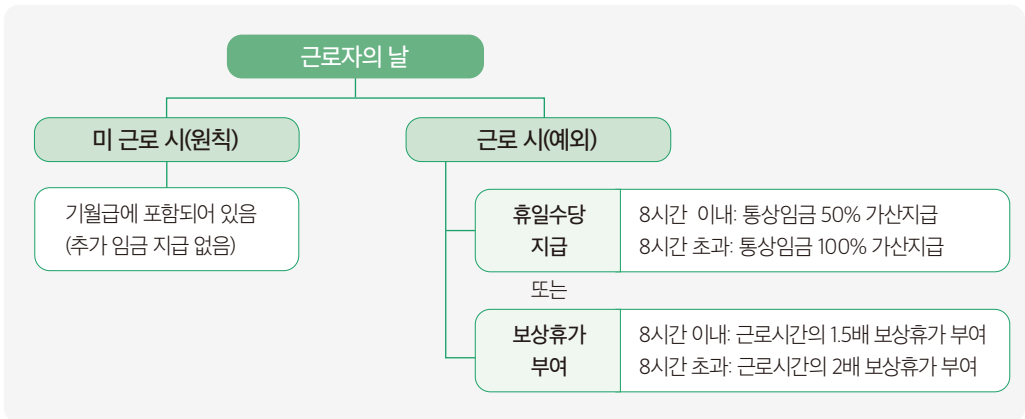 근로자의 날
미 근로 시(원칙)
기월급에 포함되어 있음
(추가 임금 지급 없음)
근로 시(예외)
휴일수당
지급
8시간 이내: 통상임금 50% 가산지급
8시간 초과: 통상임금 100% 가산지급
또는
보상휴가
부여
8시간 이내: 근로시간의 1.5배 보상휴가 부여
8시간 초과: 근로시간의 2배 보상휴가 부여